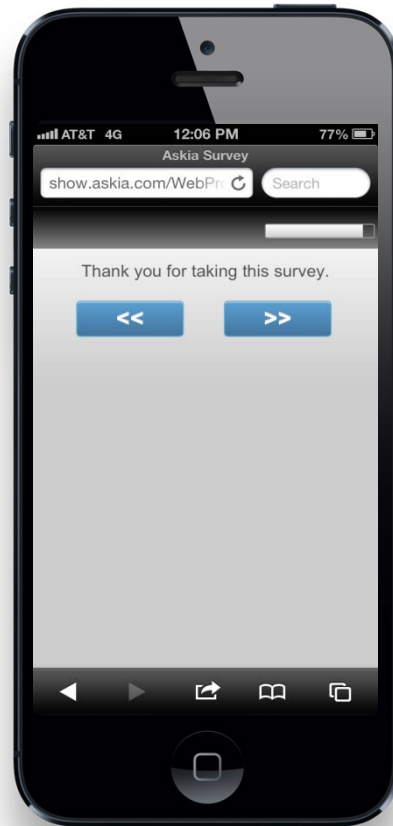 AT&T 4G 12:06 PM 77%
Askia Survey
show.askia.com/WebPr Search
Thank you for taking this survey.
<< >>